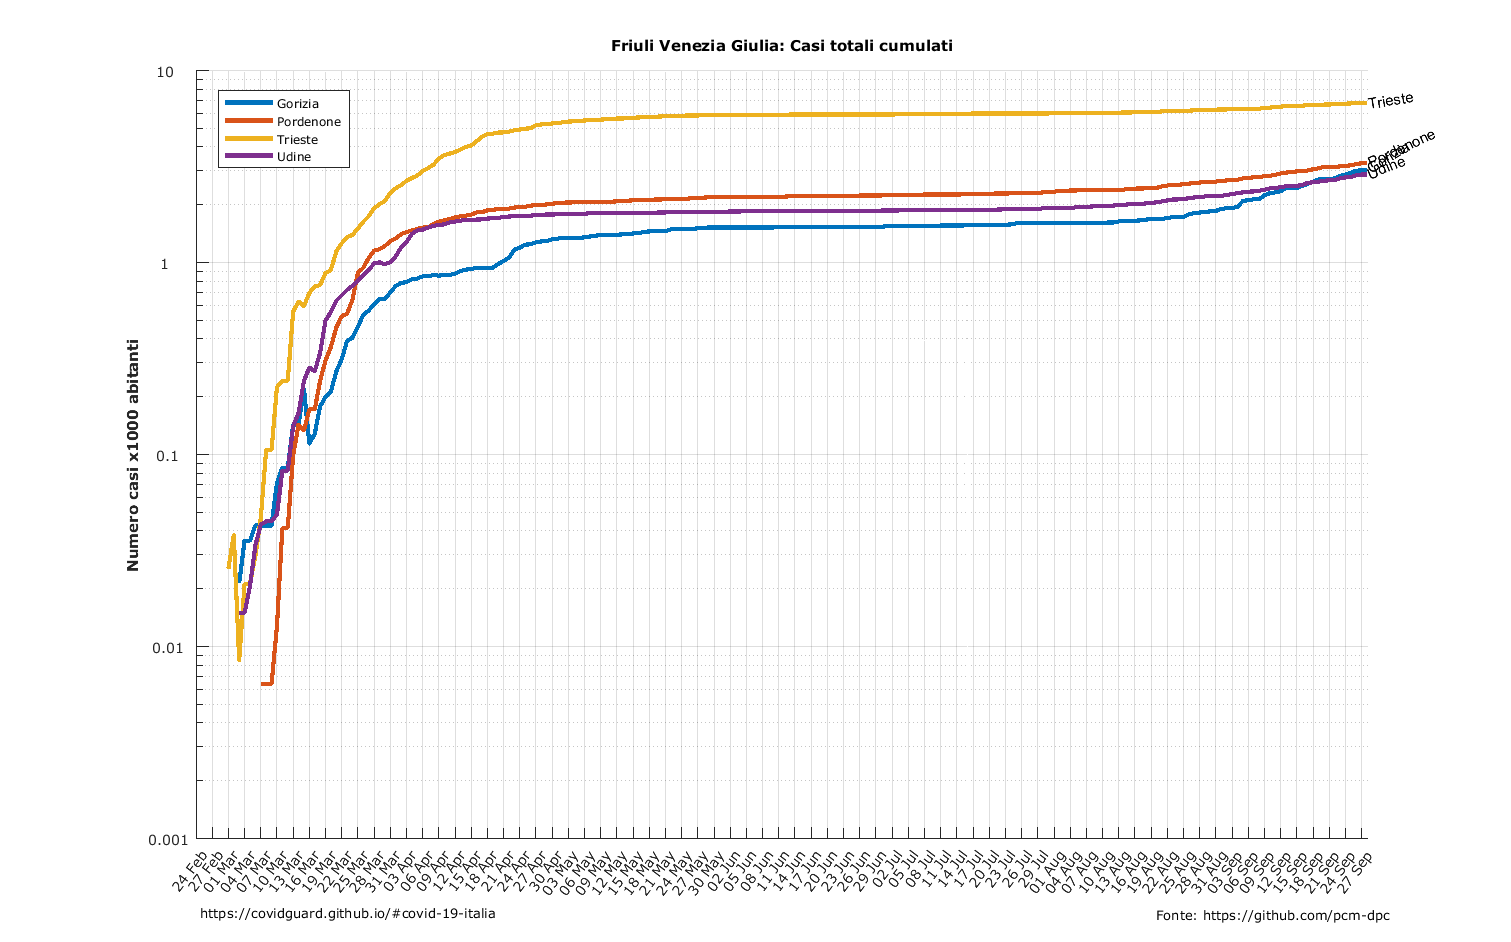 Friuli Venezia Giulia: Casi totali cumulati
10
1
0.1
0.01
0.001
Numero casi x1000 abitanti
Gorizia
Pordenone
Trieste
Udine
Trieste
Pordenone
Gorizia
Udine
24 Feb
27 Feb
01 Mar
04 Mar
07 Mar
10 Mar
13 Mar
16 Mar
19 Mar
22 Mar
25 Mar
28 Mar
31 Mar
03 Apr
06 Apr
09 Apr
12 Apr
15 Apr
18 Apr
21 Apr
24 Apr
27 Apr
30 Apr
03 May
06 May
09 May
12 May
15 May
18 May
21 May
24 May
27 May
30 May
02 Jun
05 Jun
08 Jun
11 Jun
14 Jun
17 Jun
20 Jun
23 Jun
26 Jun
29 Jun
02 Jul
05 Jul
08 Jul
11 Jul
14 Jul
17 Jul
20 Jul
23 Jul
26 Jul
29 Jul
01 Aug
04 Aug
07 Aug
10 Aug
13 Aug
16 Aug
19 Aug
22 Aug
25 Aug
28 Aug
31 Aug
03 Sep
06 Sep
09 Sep
12 Sep
15 Sep
18 Sep
21 Sep
24 Sep
27 Sep
https://covidguard.github.io/#covid-19-italia
Fonte: https://github.com/pcm-dpc